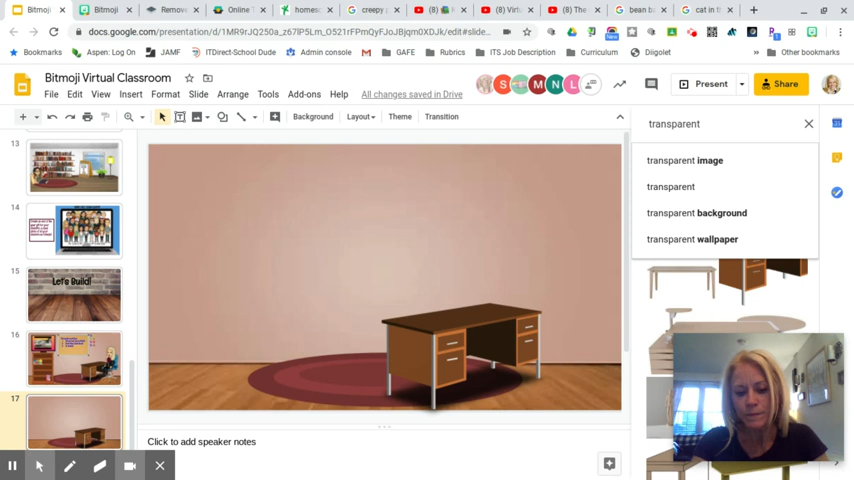 Bitmoji
Bitmoji
Remove
Online T
homesc
creepy p
(8)
(8) Virtu
(8) The
bean bo
cat in th
docs.google.com/presentation/d/1MR9rJQ250a_z67lP5Lrn_O521rFPmQyFJoJBjqm0XDJk/edit#slide...
Bookmarks
Aspen: Log On
JAMF
ITDirect-School Dude
Admin console
GAFE
Rubrics
ITS Job Description
Curriculum
Diigolet
Other bookmarks
Bitmoji Virtual Classroom
File Edit View Insert Format Slide Arrange Tools Add-ons Help All changes saved in Drive
S M N L
Present
Share
Background Layout Theme Transition
transparent
transparent image
transparent
transparent background
transparent wallpaper
13
14
15
Let's Build!
16
17
Click to add speaker notes